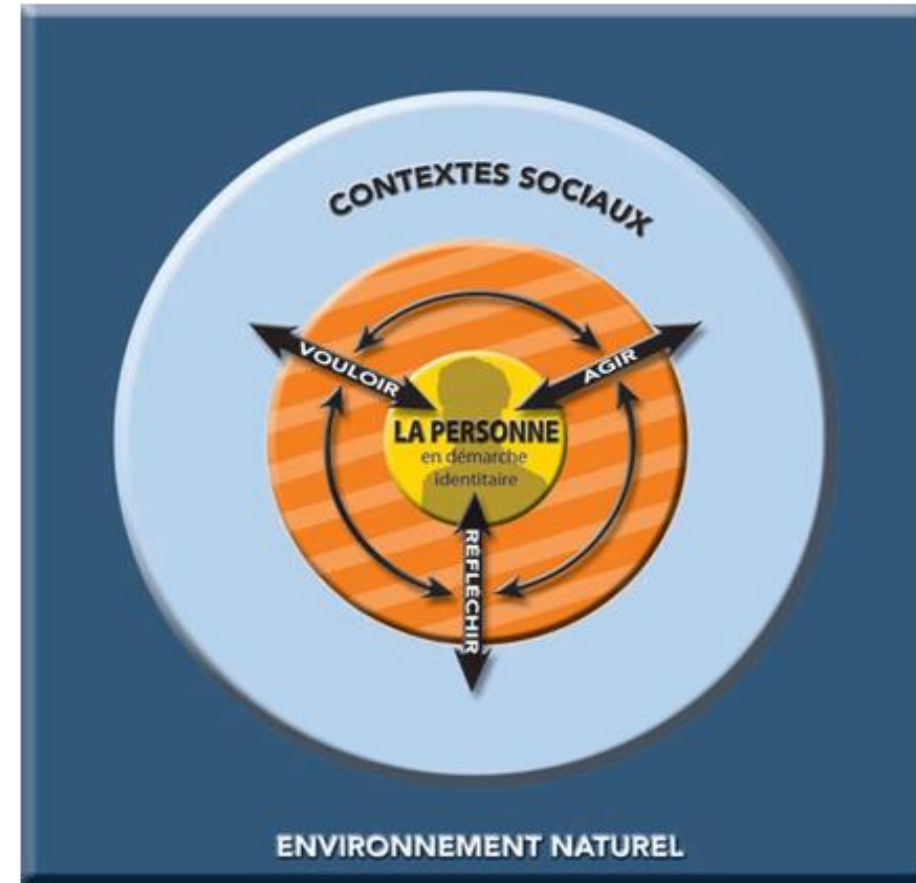 CONTEXTES SOCIAUX
VOULOIR
AGIR
LA PERSONNE
en démarche
identitaire
RÉFLÉCHIR
ENVIRONNEMENT NATUREL